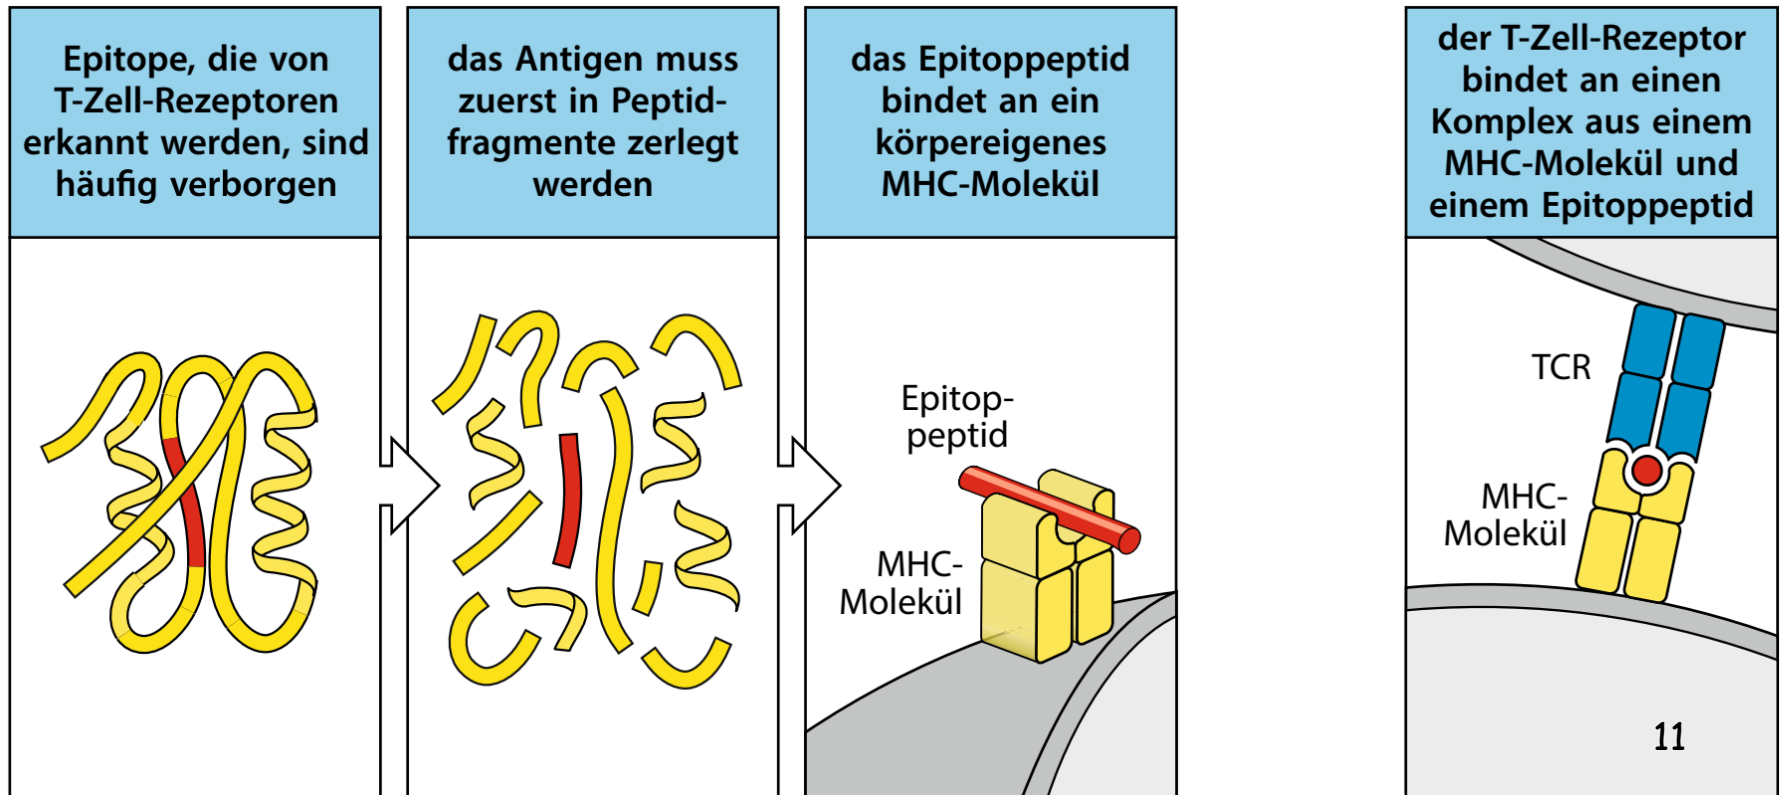 Epitope, die von
T-Zell-Rezeptoren
erkannt werden, sind
häufig verborgen
das Antigen muss
zuerst in Peptid-
fragmente zerlegt
werden
das Epitoppeptid
bindet an ein
körpereigenes
MHC-Molekül
Epitop-
peptid
MHC-
Molekül
der T-Zell-Rezeptor
bindet an einen
Komplex aus einem
MHC-Molekül und
einem Epitoppeptid
TCR
MHC-
Molekül
11